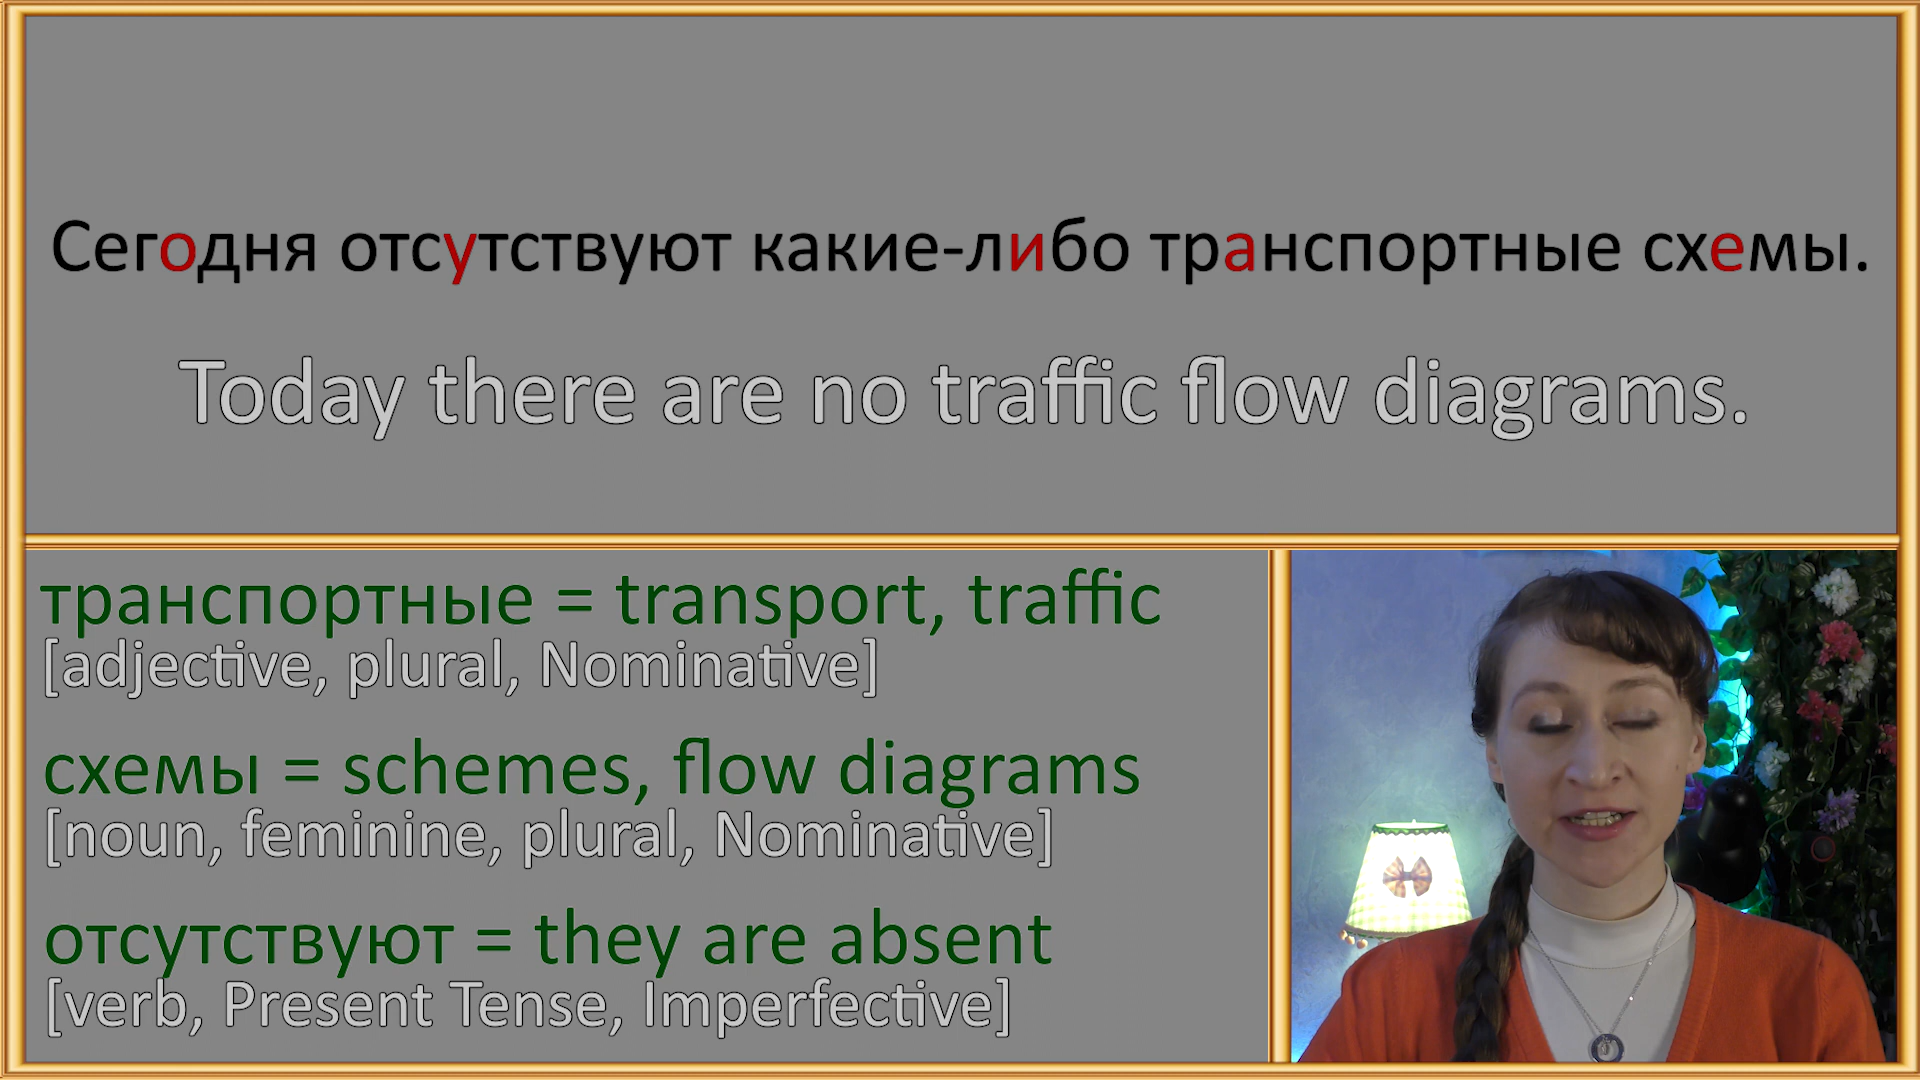 Сегодня отсутствуют какие-либо транспортные схемы.
Today there are no traffic flow diagrams.
транспортные = transport, traffic
[adjective, plural, Nominative]
схемы = schemes, flow diagrams
[noun, feminine, plural, Nominative]
отсутствуют = they are absent
[verb, Present Tense, Imperfective]